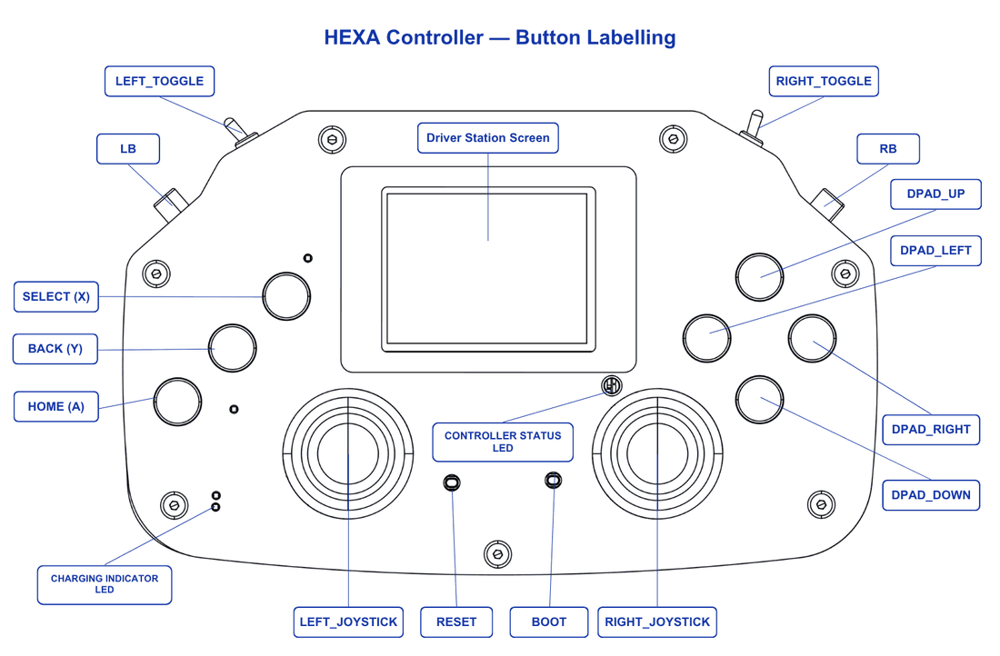 HEXA Controller — Button Labelling
LEFT_TOGGLE
RIGHT_TOGGLE
Driver Station Screen
LB
RB
DPAD_UP
DPAD_LEFT
SELECT (X)
BACK (Y)
HOME (A)
CONTROLLER STATUS
LED
DPAD_RIGHT
DPAD_DOWN
CHARGING INDICATOR
LED
LEFT_JOYSTICK
RESET
BOOT
RIGHT_JOYSTICK